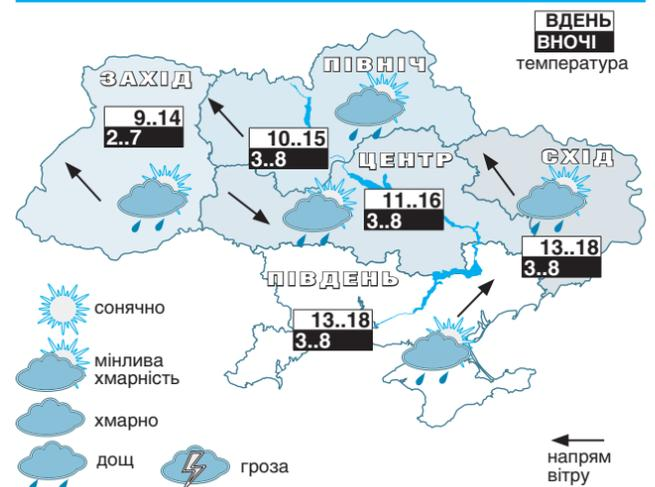 ВДЕНЬ
ВНОЧІ
температура
ЗАХІД
9..14
2..7
ПІВНІЧ
10..15
3..8
ЦЕНТР
11..16
3..8
СХІД
13..18
3..8
ПІВДЕНЬ
13..18
3..8
сонячно
мінлива
хмарність
хмарно
дощ
гроза
напрям
вітру